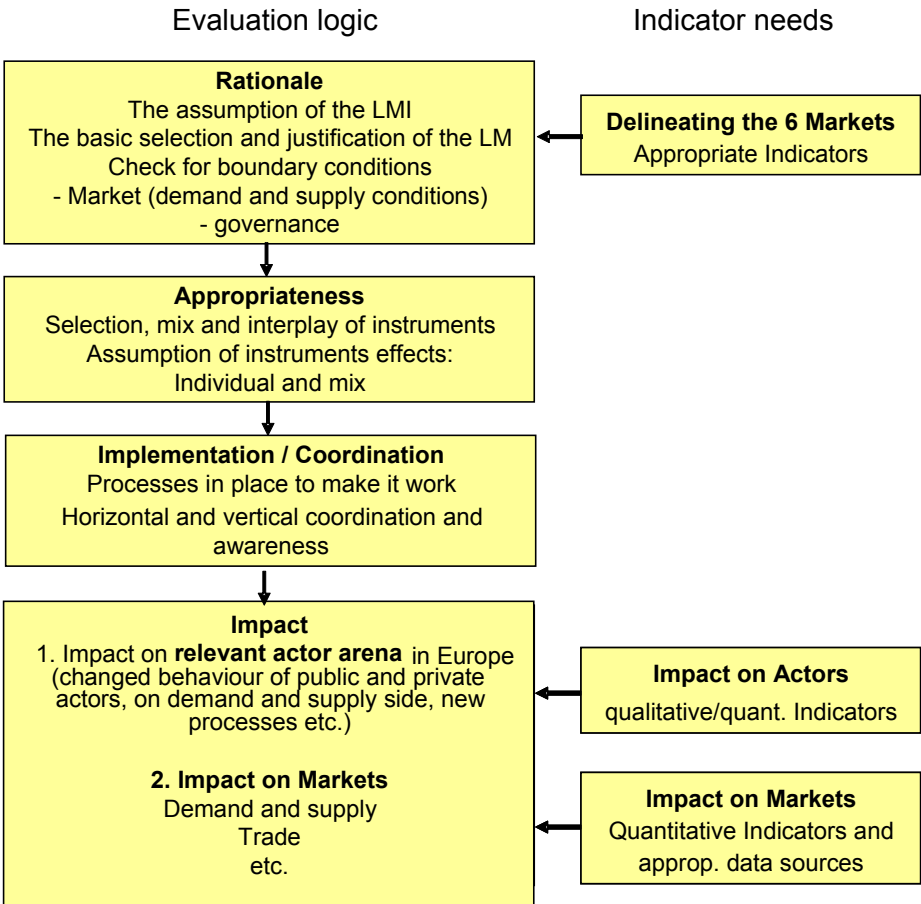 Evaluation logic
Indicator needs
Rationale
The assumption of the LMI
The basic selection and justification of the LM
Check for boundary conditions
- Market (demand and supply conditions)
- governance
Delineating the 6 Markets
Appropriate Indicators
Appropriateness
Selection, mix and interplay of instruments
Assumption of instruments effects:
Individual and mix
Implementation / Coordination
Processes in place to make it work
Horizontal and vertical coordination and
awareness
Impact
1. Impact on relevant actor arena in Europe
(changed behaviour of public and private
actors, on demand and supply side, new
processes etc.)
2. Impact on Markets
Demand and supply
Trade
etc.
Impact on Actors
qualitative/quant. Indicators
Impact on Markets
Quantitative Indicators and
approp. data sources